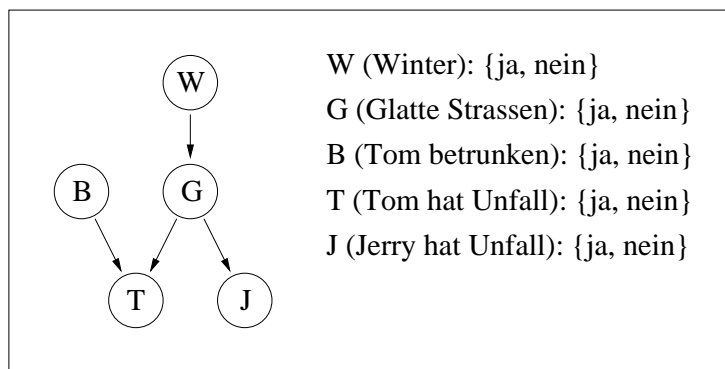 W
W (Winter): {ja, nein}
G (Glatte Strassen): {ja, nein}
B
G
B (Tom betrunken): {ja, nein}
T (Tom hat Unfall): {ja, nein}
J (Jerry hat Unfall): {ja, nein}
T
J